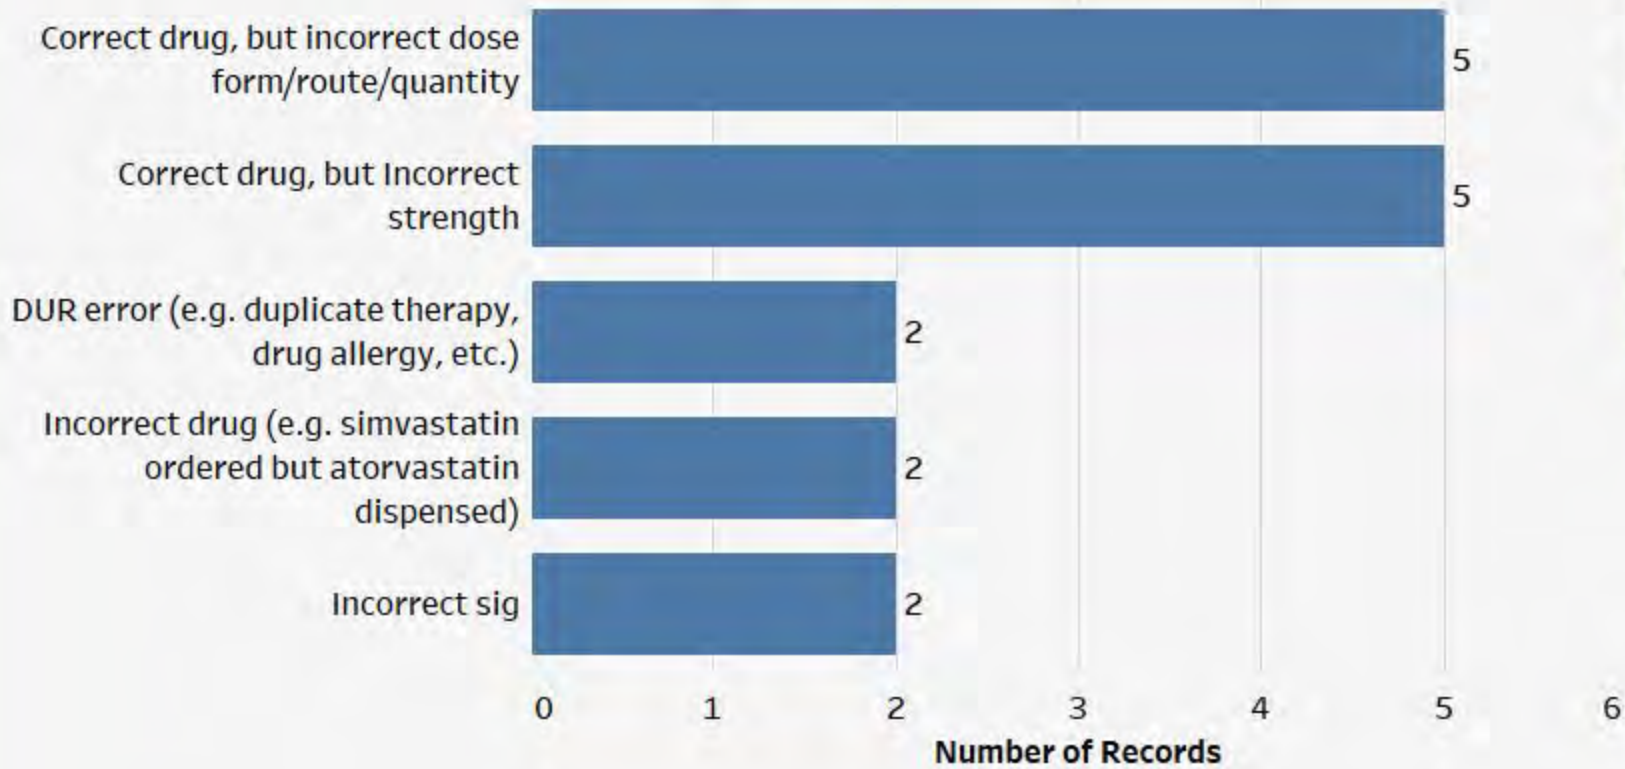 Correct drug, but incorrect dose
form/route/quantity
5
Correct drug, but Incorrect
strength
5
DUR error (e.g. duplicate therapy,
drug allergy, etc.)
2
Incorrect drug (e.g. simvastatin
ordered but atorvastatin
dispensed)
2
Incorrect sig
2
0 1 2 3 4 5 6
Number of Records